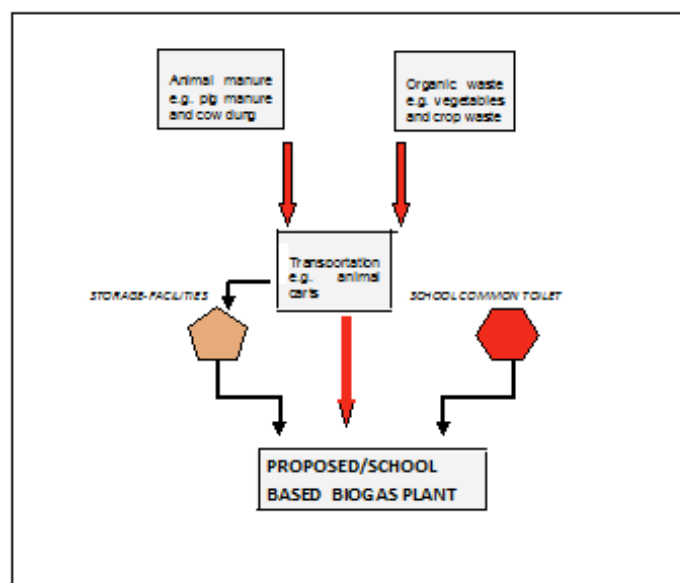 Animal manure
e.g. pig manure
and cow dung
Organic waste
e.g. vegetables
and crop waste
Transportation
e.g. animal
carts
STORAGE-FACILITIES
SCHOOL COMMON TOILET
PROPOSED/SCHOOL
BASED BIOGAS PLANT